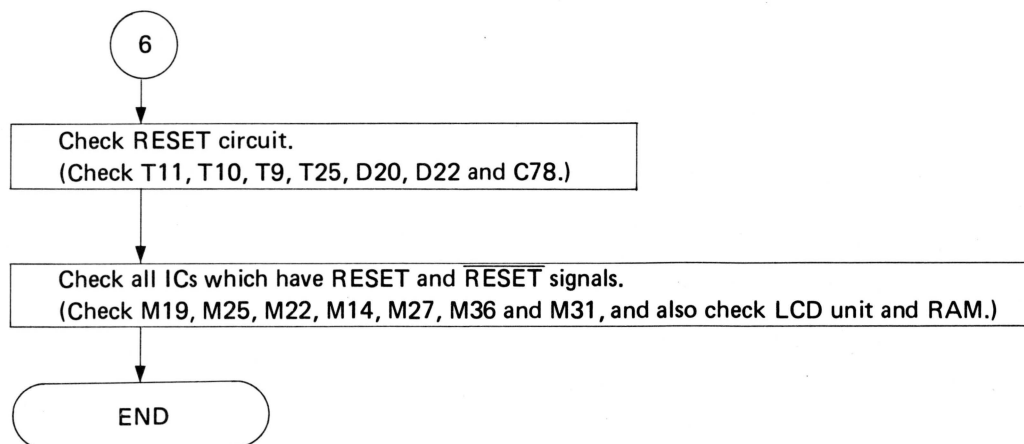 6
Check RESET circuit.
(Check T11, T10, T9, T25, D20, D22 and C78.)
Check all ICs which have RESET and R̅E̅S̅E̅T̅ signals.
(Check M19, M25, M22, M14, M27, M36 and M31, and also check LCD unit and RAM.)
END